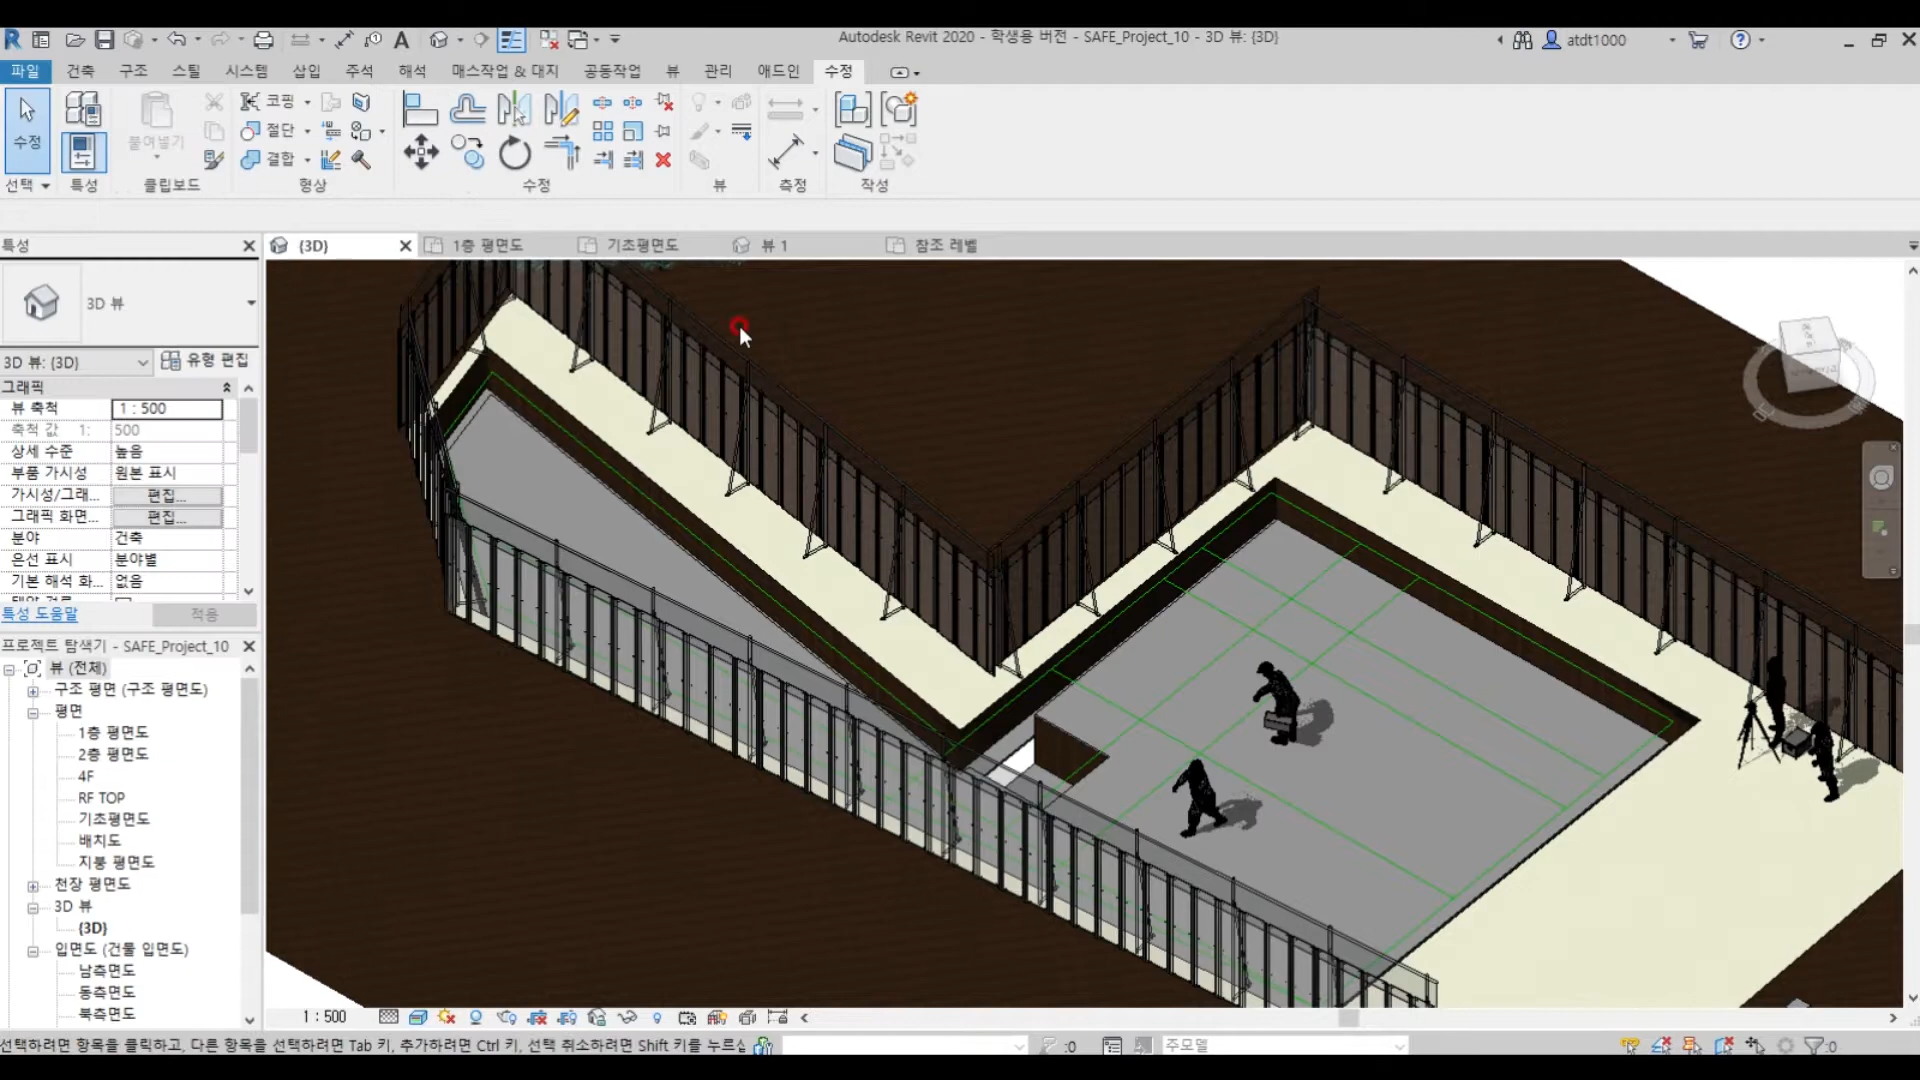 Autodesk Revit 2020 - 학생용 버전 - SAFE_Project_10 - 3D 뷰: {3D}
atdt1000
파일 건축 구조 스틸 시스템 삽입 주석 해석 매스작업 & 대지 공동작업 뷰 관리 애드인 수정
수정
붙여넣기
코핑
절단
결합
선택 특성 클립보드 형상 수정 뷰 측정 작성
특성
{3D} 1층 평면도 기초평면도 뷰 1 참조 레벨
3D 뷰
3D 뷰: {3D} 유형 편집
그래픽
뷰 축척 1 : 500
축척 값 1: 500
상세 수준 높음
부품 가시성 원본 표시
가시성/그래... 편집...
그래픽 화면... 편집...
분야 건축
은선 표시 분야별
기본 해석 화... 없음
특성 도움말 적용
프로젝트 탐색기 - SAFE_Project_10
뷰 (전체)
구조 평면 (구조 평면도)
평면
1층 평면도
2층 평면도
4F
RF TOP
기초평면도
배치도
지붕 평면도
천장 평면도
3D 뷰
{3D}
입면도 (건물 입면도)
남측면도
동측면도
북측면도
1 : 500
선택하려면 항목을 클릭하고, 다른 항목을 선택하려면 Tab 키, 추가하려면 Ctrl 키, 선택 취소하려면 Shift 키를 누르십
:0
주모델
:0